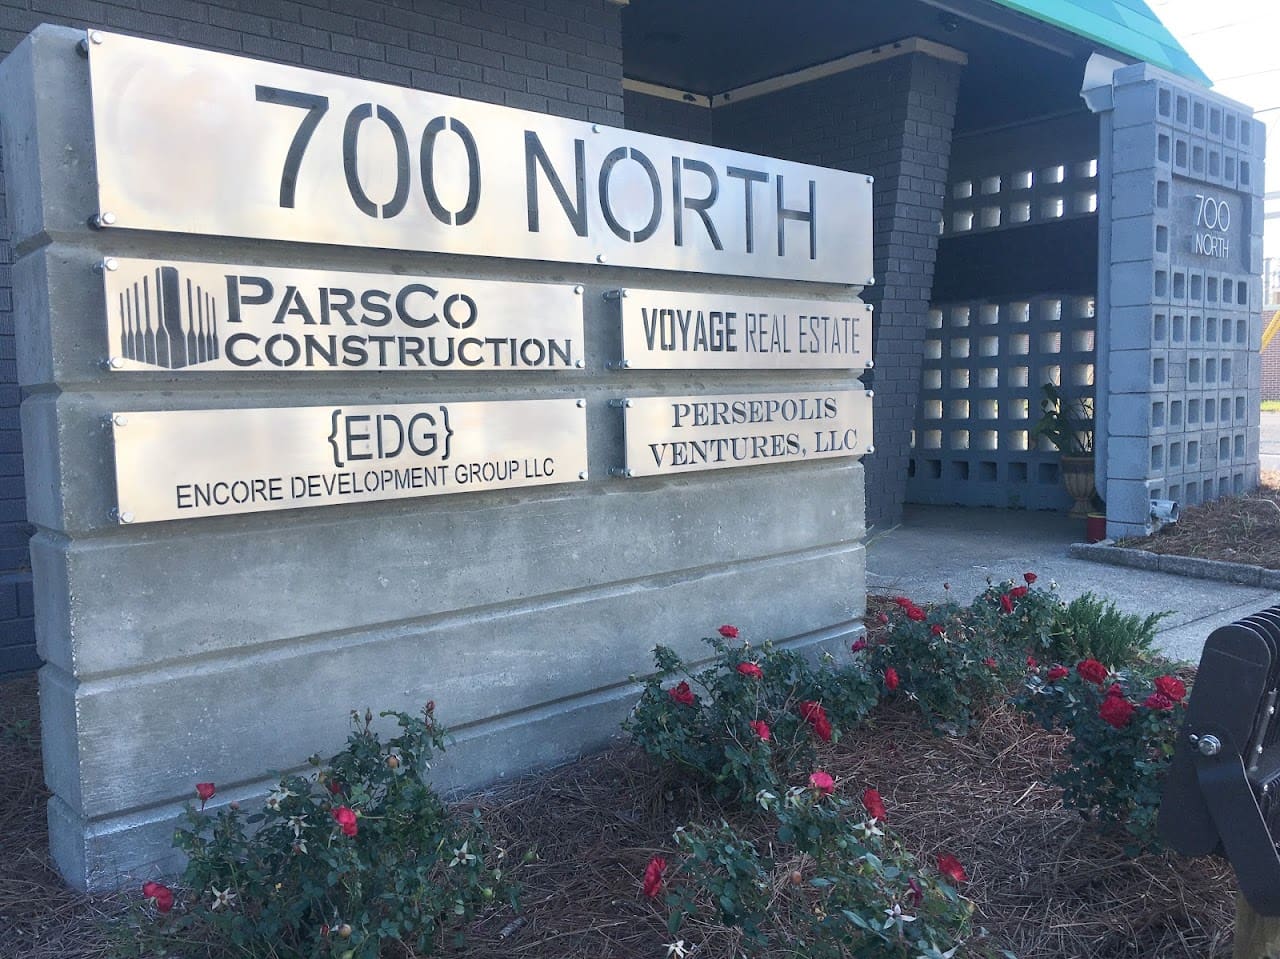 700 NORTH
PARSCO
CONSTRUCTION
VOYAGE REAL ESTATE
{EDG}
ENCORE DEVELOPMENT GROUP LLC
PERSEPOLIS
VENTURES, LLC
700
NORTH